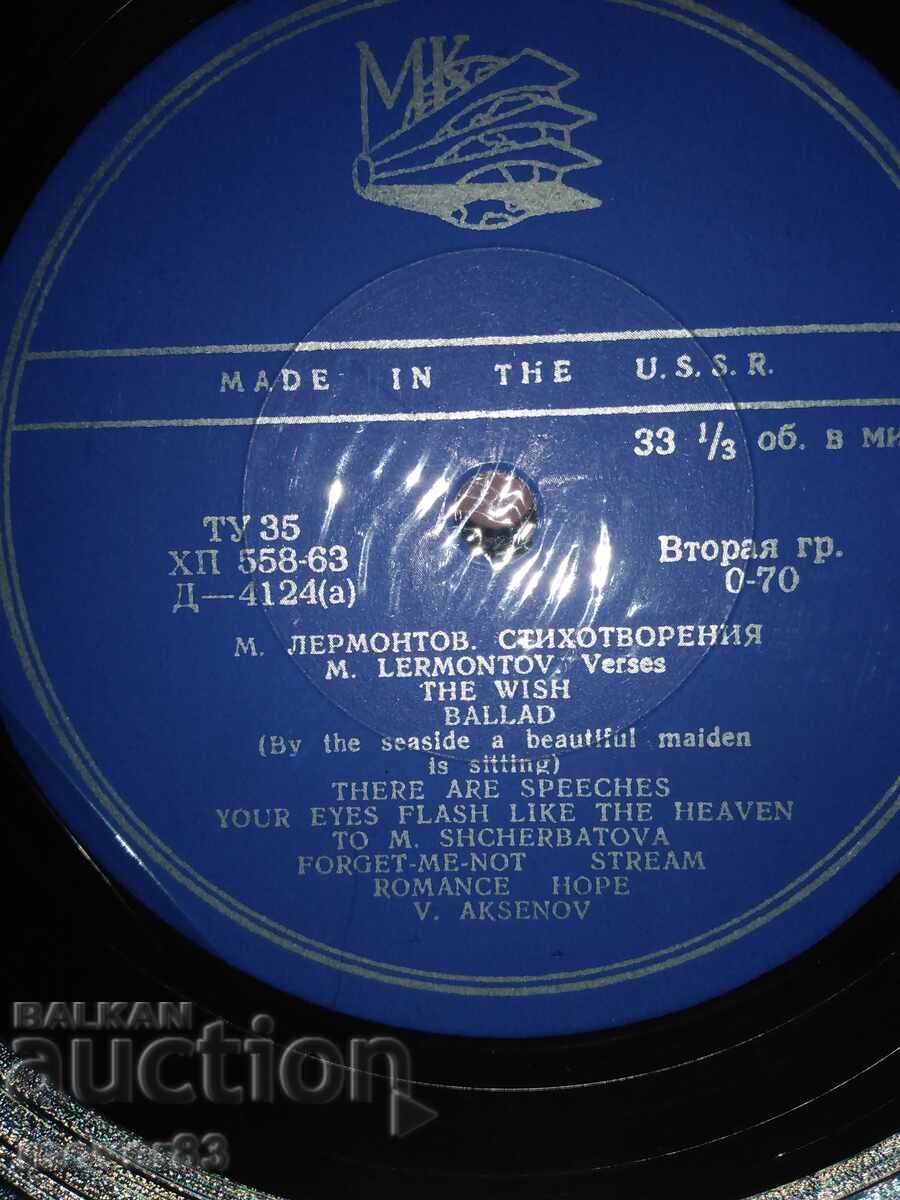 МК
MADE IN THE U.S.S.R.
33 1/3 об. в ми
ТУ 35
ХП 558-63
Д—4124(а)
Вторая гр.
0-70
М. ЛЕРМОНТОВ. СТИХОТВОРЕНИЯ
M. LERMONTOV. Verses
THE WISH
BALLAD
(By the seaside a beautiful maiden
is sitting)
THERE ARE SPEECHES
YOUR EYES FLASH LIKE THE HEAVEN
TO M. SHCHERBATOVA
FORGET-ME-NOT STREAM
ROMANCE HOPE
V. AKSENOV
BALKAN
auction